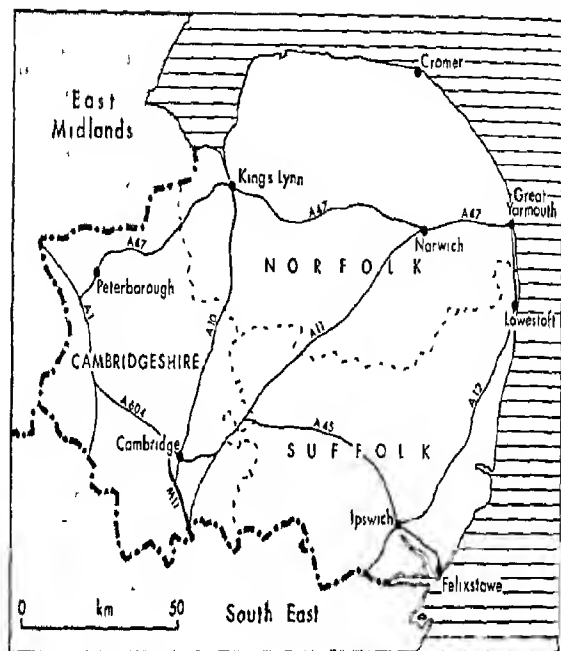 Cromer
East
Midlands
Kings Lynn
A47
Great
Yarmouth
A47
A47
Norwich
NORFOLK
Peterborough
A1
A10
Lowestoft
A11
CAMBRIDGESHIRE
A12
A604
A45
Cambridge
SUFFOLK
M11
Ipswich
Felixstowe
0 km 50
South East